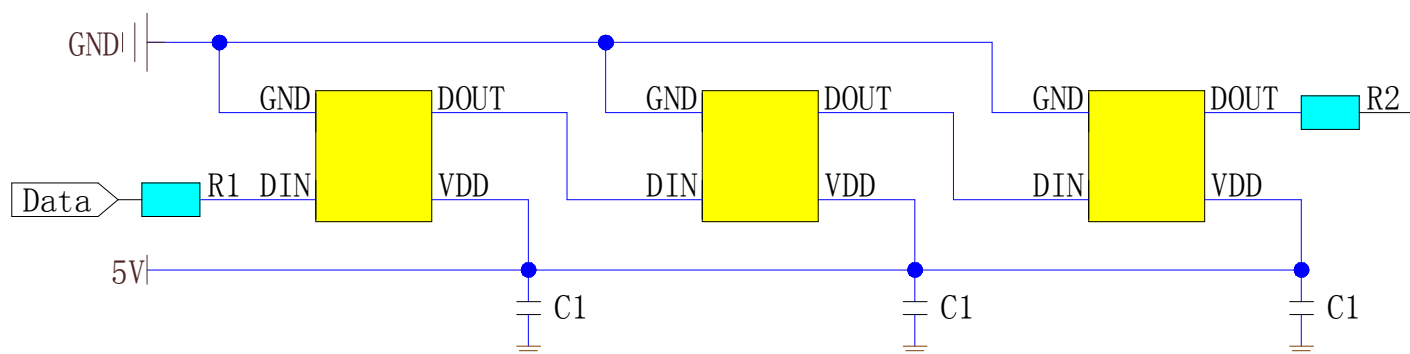 GND
GND DOUT GND DOUT GND DOUT R2
Data R1 DIN VDD DIN VDD DIN VDD
5V
C1 C1 C1